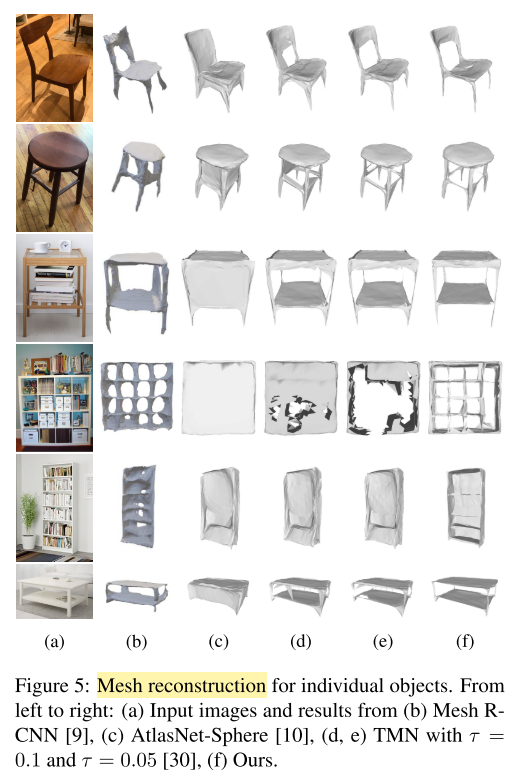 (a) (b) (c) (d) (e) (f)
Figure 5: Mesh reconstruction for individual objects. From
left to right: (a) Input images and results from (b) Mesh R-
CNN [9], (c) AtlasNet-Sphere [10], (d, e) TMN with τ =
0.1 and τ = 0.05 [30], (f) Ours.